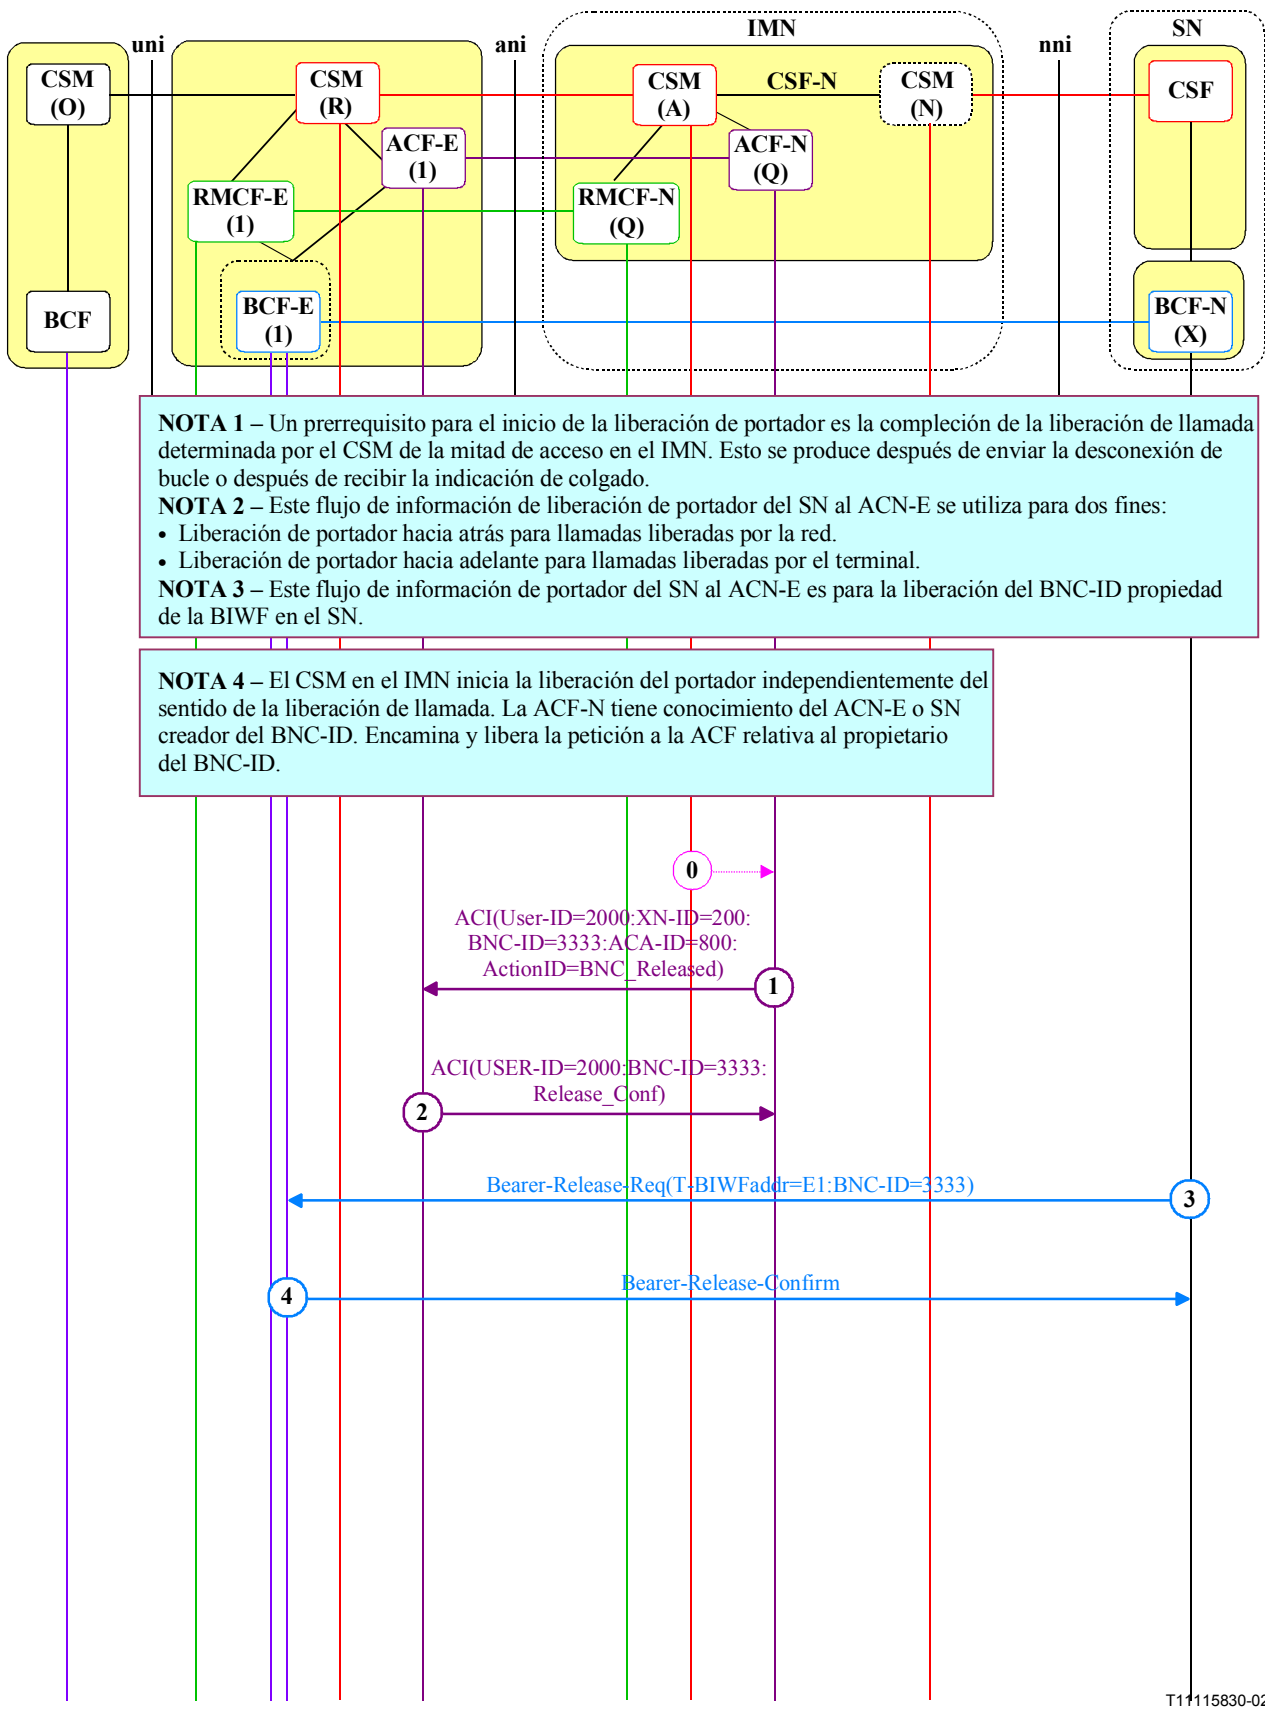 IMN
SN
uni
ani
nni
CSM
(O)
CSM
(R)
CSM
(A)
CSF-N
CSM
(N)
CSF
ACF-E
(1)
ACF-N
(Q)
RMCF-E
(1)
RMCF-N
(Q)
BCF
BCF-E
(1)
BCF-N
(X)
NOTA 1 – Un prerrequisito para el inicio de la liberación de portador es la compleción de la liberación de llamada
determinada por el CSM de la mitad de acceso en el IMN. Esto se produce después de enviar la desconexión de
bucle o después de recibir la indicación de colgado.
NOTA 2 – Este flujo de información de liberación de portador del SN al ACN-E se utiliza para dos fines:
• Liberación de portador hacia atrás para llamadas liberadas por la red.
• Liberación de portador hacia adelante para llamadas liberadas por el terminal.
NOTA 3 – Este flujo de información de portador del SN al ACN-E es para la liberación del BNC-ID propiedad
de la BIWF en el SN.
NOTA 4 – El CSM en el IMN inicia la liberación del portador independientemente del
sentido de la liberación de llamada. La ACF-N tiene conocimiento del ACN-E o SN
creador del BNC-ID. Encamina y libera la petición a la ACF relativa al propietario
del BNC-ID.
0
ACI(User-ID=2000:XN-ID=200:
BNC-ID=3333:ACA-ID=800:
ActionID=BNC_Released)
1
ACI(USER-ID=2000:BNC-ID=3333:
Release_Conf)
2
Bearer-Release-Req(T-BIWFaddr=E1:BNC-ID=3333)
3
Bearer-Release-Confirm
4
T11115830-02